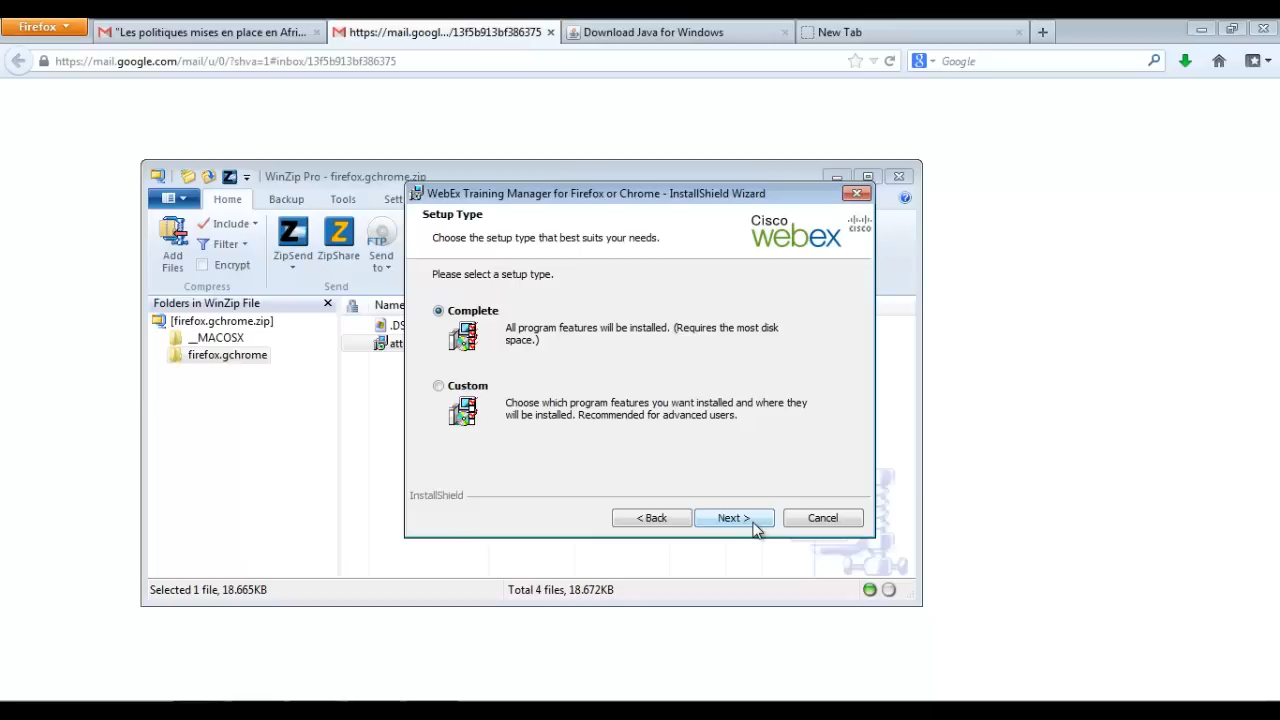 Firefox
"Les politiques mises en place en Afri...
https://mail.googl.../13f5b913bf386375
Download Java for Windows
New Tab
https://mail.google.com/mail/u/0/?shva=1#inbox/13f5b913bf386375
Google
WinZip Pro - firefox.gchrome.zip
Home
Backup
Tools
Sett
Include
Filter
Encrypt
Add
Files
ZipSend
ZipShare
FTP
Send
to
Compress
Send
Folders in WinZip File
Name
[firefox.gchrome.zip]
__MACOSX
firefox.gchrome
.DS
att
WebEx Training Manager for Firefox or Chrome - InstallShield Wizard
Setup Type
Choose the setup type that best suits your needs.
Cisco
webex
cisco
Please select a setup type.
Complete
All program features will be installed. (Requires the most disk
space.)
Custom
Choose which program features you want installed and where they
will be installed. Recommended for advanced users.
InstallShield
< Back
Next >
Cancel
Selected 1 file, 18.665KB
Total 4 files, 18.672KB